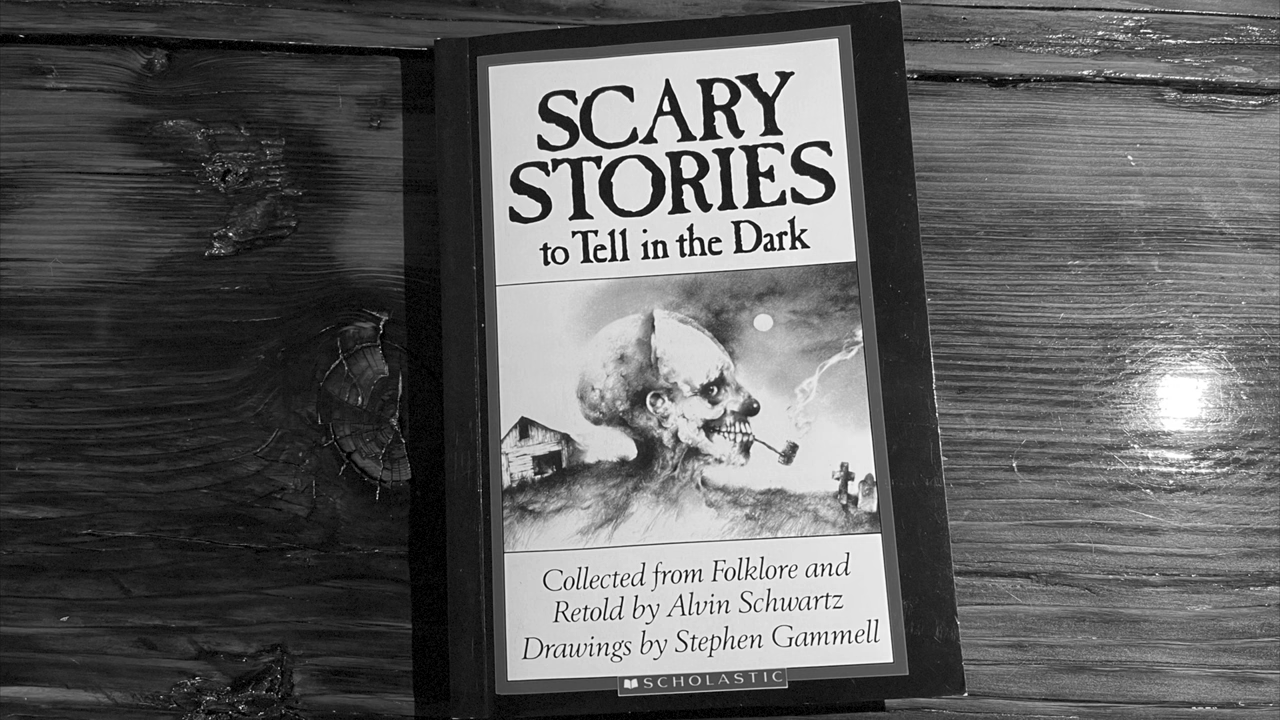 SCARY
STORIES
to Tell in the Dark
Collected from Folklore and
Retold by Alvin Schwartz
Drawings by Stephen Gammell
SCHOLASTIC